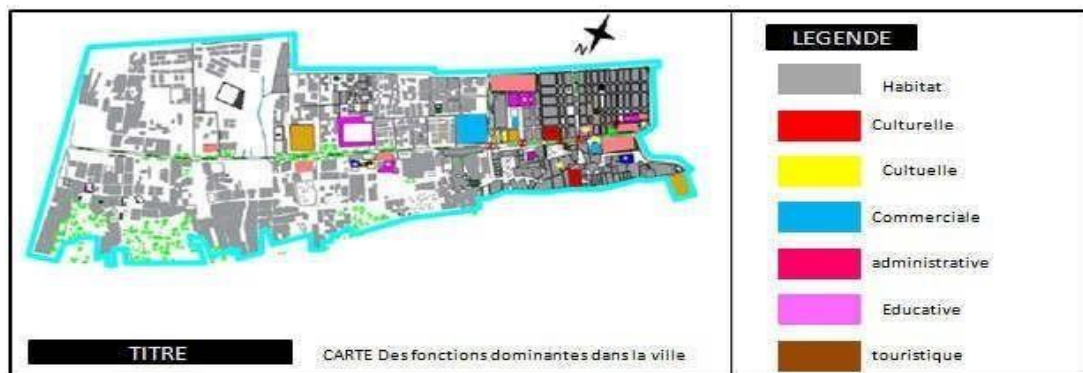 N
LEGENDE
Habitat
Culturelle
Cultuelle
Commerciale
administrative
Educative
touristique
TITRE
CARTE Des fonctions dominantes dans la ville